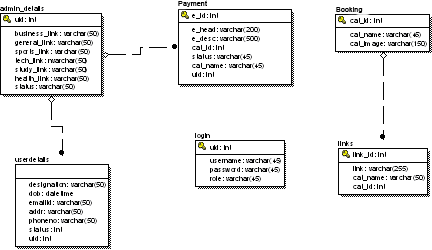 admin_details
uid: int
business_link: varchar(50)
general_link: varchar(50)
sports_link: varchar(50)
tech_link: nvarchar(50)
study_link: varchar(50)
health_link: varchar(50)
status: int
Payment
e_id: int
e_head: varchar(200)
e_desc: varchar(500)
cat_id: int
status: varchar(45)
cat_name: varchar(45)
uid: int
Booking
cat_id: int
cat_name: varchar(45)
cat_image: varchar(150)
userdetails
designation: varchar(50)
dob: datetime
emailid: varchar(50)
addr: varchar(50)
phoneno: varchar(50)
status: int
uid: int
login
uid: int
username: varchar(45)
password: varchar(45)
role: varchar(45)
links
link_id: int
link: varchar(255)
cat_name: varchar(50)
cat_id: int